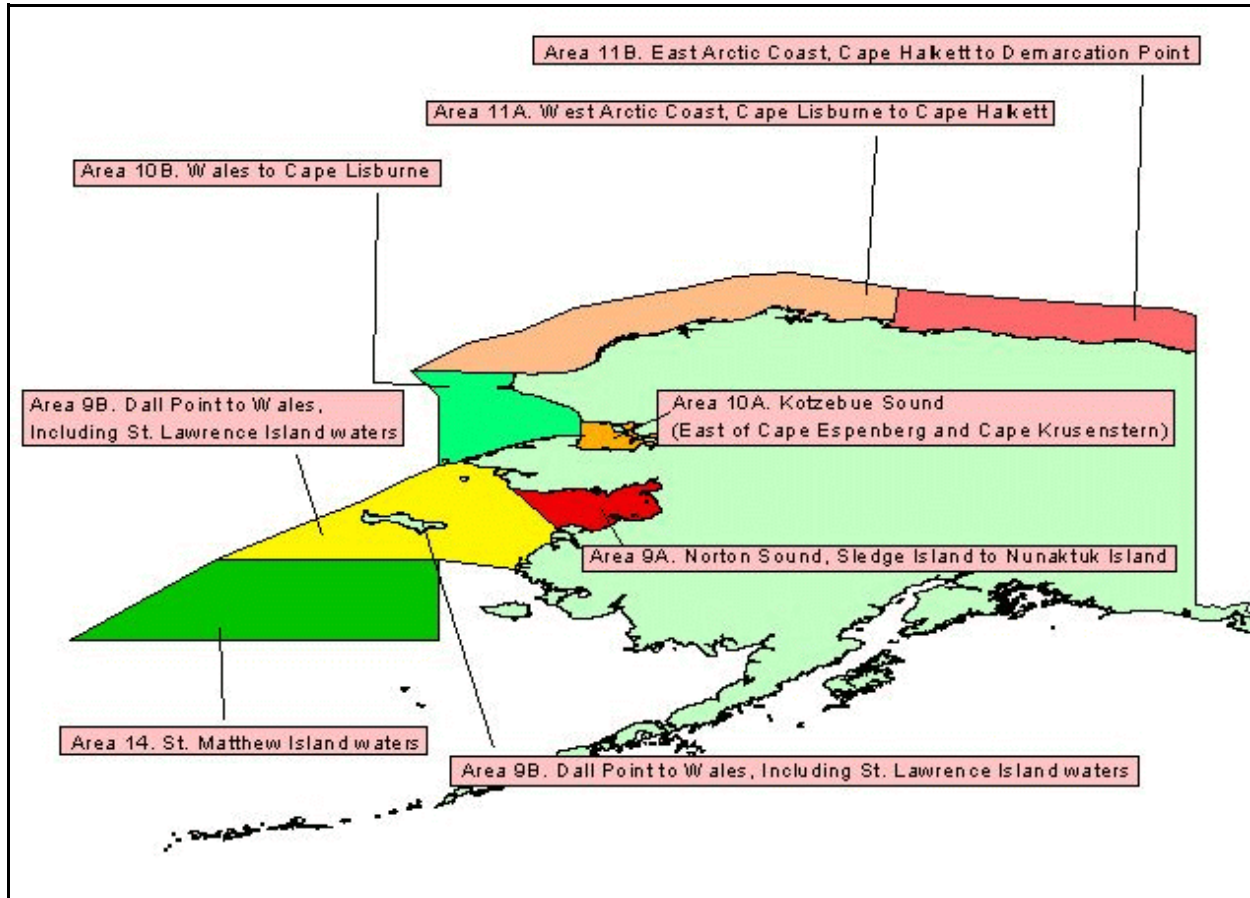 Area 11B. East Arctic Coast, Cape Halkett to Demarcation Point
Area 11A. West Arctic Coast, Cape Lisburne to Cape Halkett
Area 10B. Wales to Cape Lisburne
Area 9B. Dall Point to Wales,
Including St. Lawrence Island waters
Area 10A. Kotzebue Sound
(East of Cape Espenberg and Cape Krusenstern)
Area 9A. Norton Sound, Sledge Island to Nunaktuk Island
Area 14. St. Matthew Island waters
Area 9B. Dall Point to Wales, Including St. Lawrence Island waters